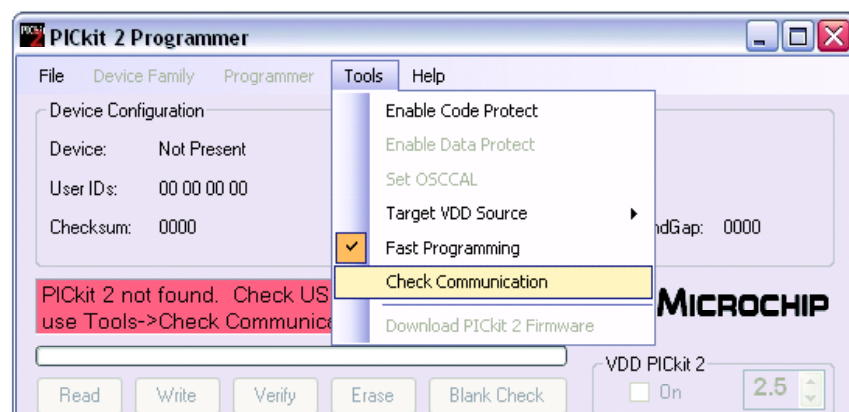 PICkit 2 Programmer
File Device Family Programmer Tools Help
Device Configuration
Device: Not Present
User IDs: 00 00 00 00
Checksum: 0000
Enable Code Protect
Enable Data Protect
Set OSCCAL
Target VDD Source
Fast Programming
Check Communication
Download PICkit 2 Firmware
ndGap: 0000
PICkit 2 not found. Check US
use Tools->Check Communica
MICROCHIP
VDD PICkit 2
On 2.5
Read Write Verify Erase Blank Check